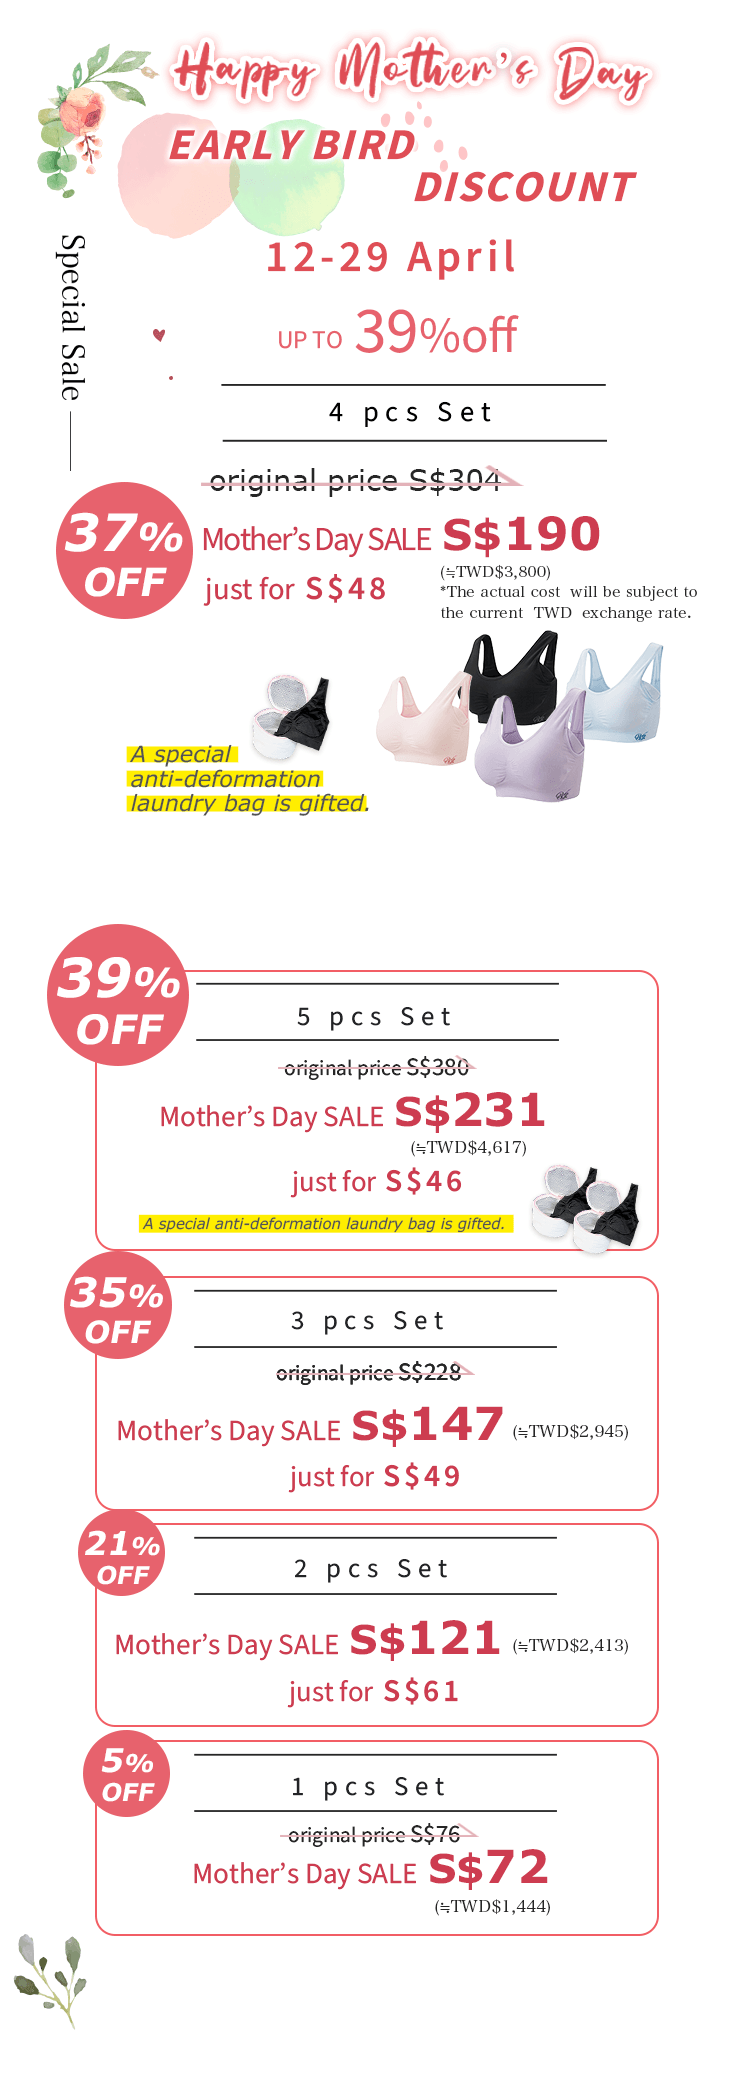 Happy Mother's Day
EARLY BIRD
DISCOUNT
12-29 April
Special Sale
UP TO 39%off
4 pcs Set
original price S$304
37%
OFF
Mother's Day SALE S$190
(≒TWD$3,800)
just for S$48
*The actual cost will be subject to
the current TWD exchange rate.
A special
anti-deformation
laundry bag is gifted.
39%
OFF
5 pcs Set
original price S$380
Mother's Day SALE S$231
(≒TWD$4,617)
just for S$46
A special anti-deformation laundry bag is gifted.
35%
OFF
3 pcs Set
original price S$228
Mother's Day SALE S$147 (≒TWD$2,945)
just for S$49
21%
OFF
2 pcs Set
Mother's Day SALE S$121 (≒TWD$2,413)
just for S$61
5%
OFF
1 pcs Set
original price S$76
Mother's Day SALE S$72
(≒TWD$1,444)